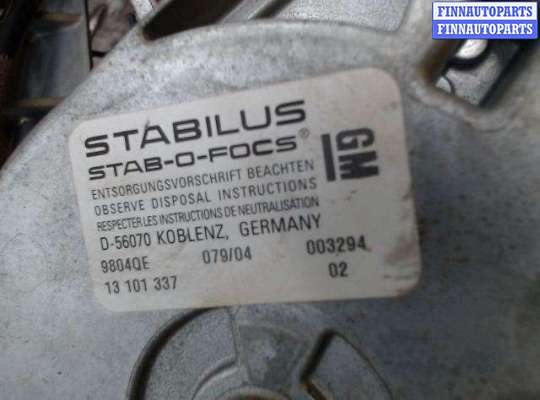 FINNAUTOPARTS
FINNAUTOPARTS
STABILUS
STAB-O-FOCS®
GM
ENTSORGUNGSVORSCHRIFT BEACHTEN
OBSERVE DISPOSAL INSTRUCTIONS
RESPECTER LES INSTRUCTIONS DE NEUTRALISATION
D-56070 KOBLENZ, GERMANY
9804QE 079/04 003294
13 101 337 02